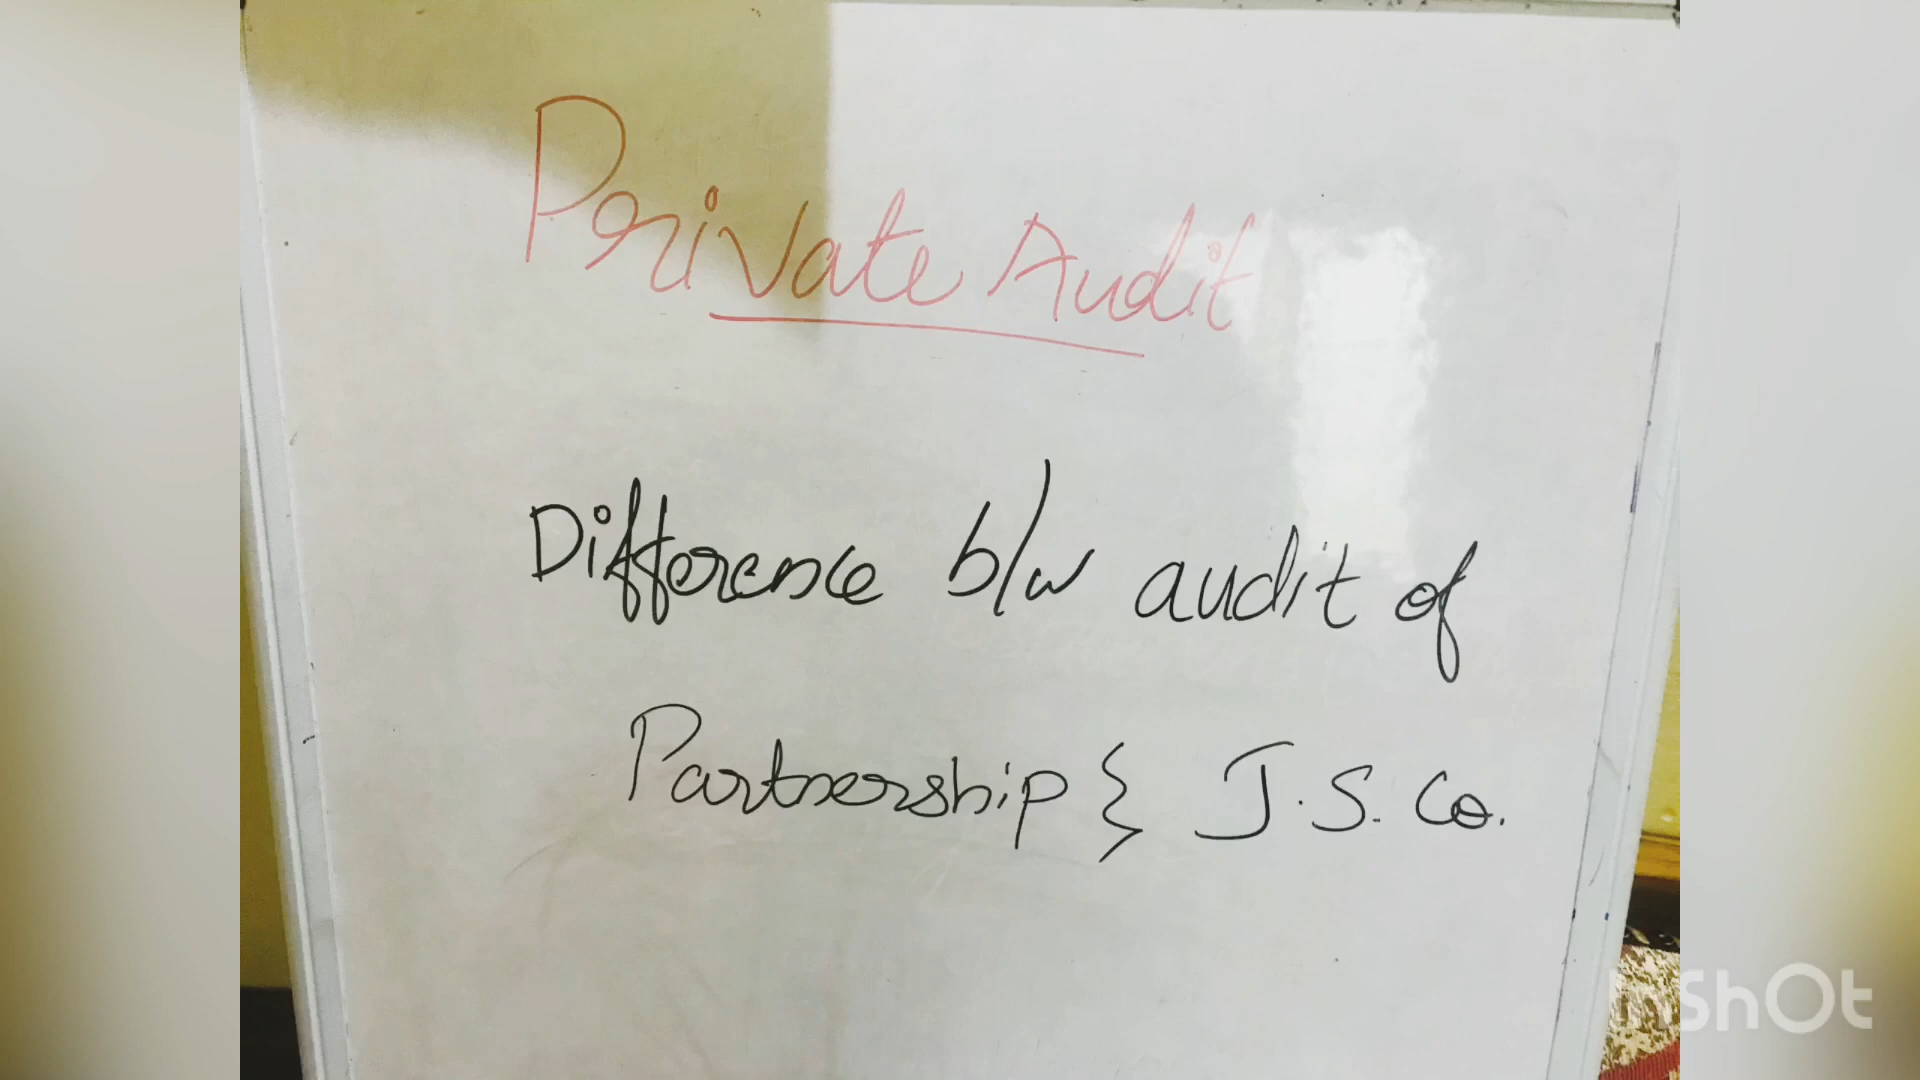 Private Audit
Difference b/w audit of
Partnership & J.S. Co.
InShOt